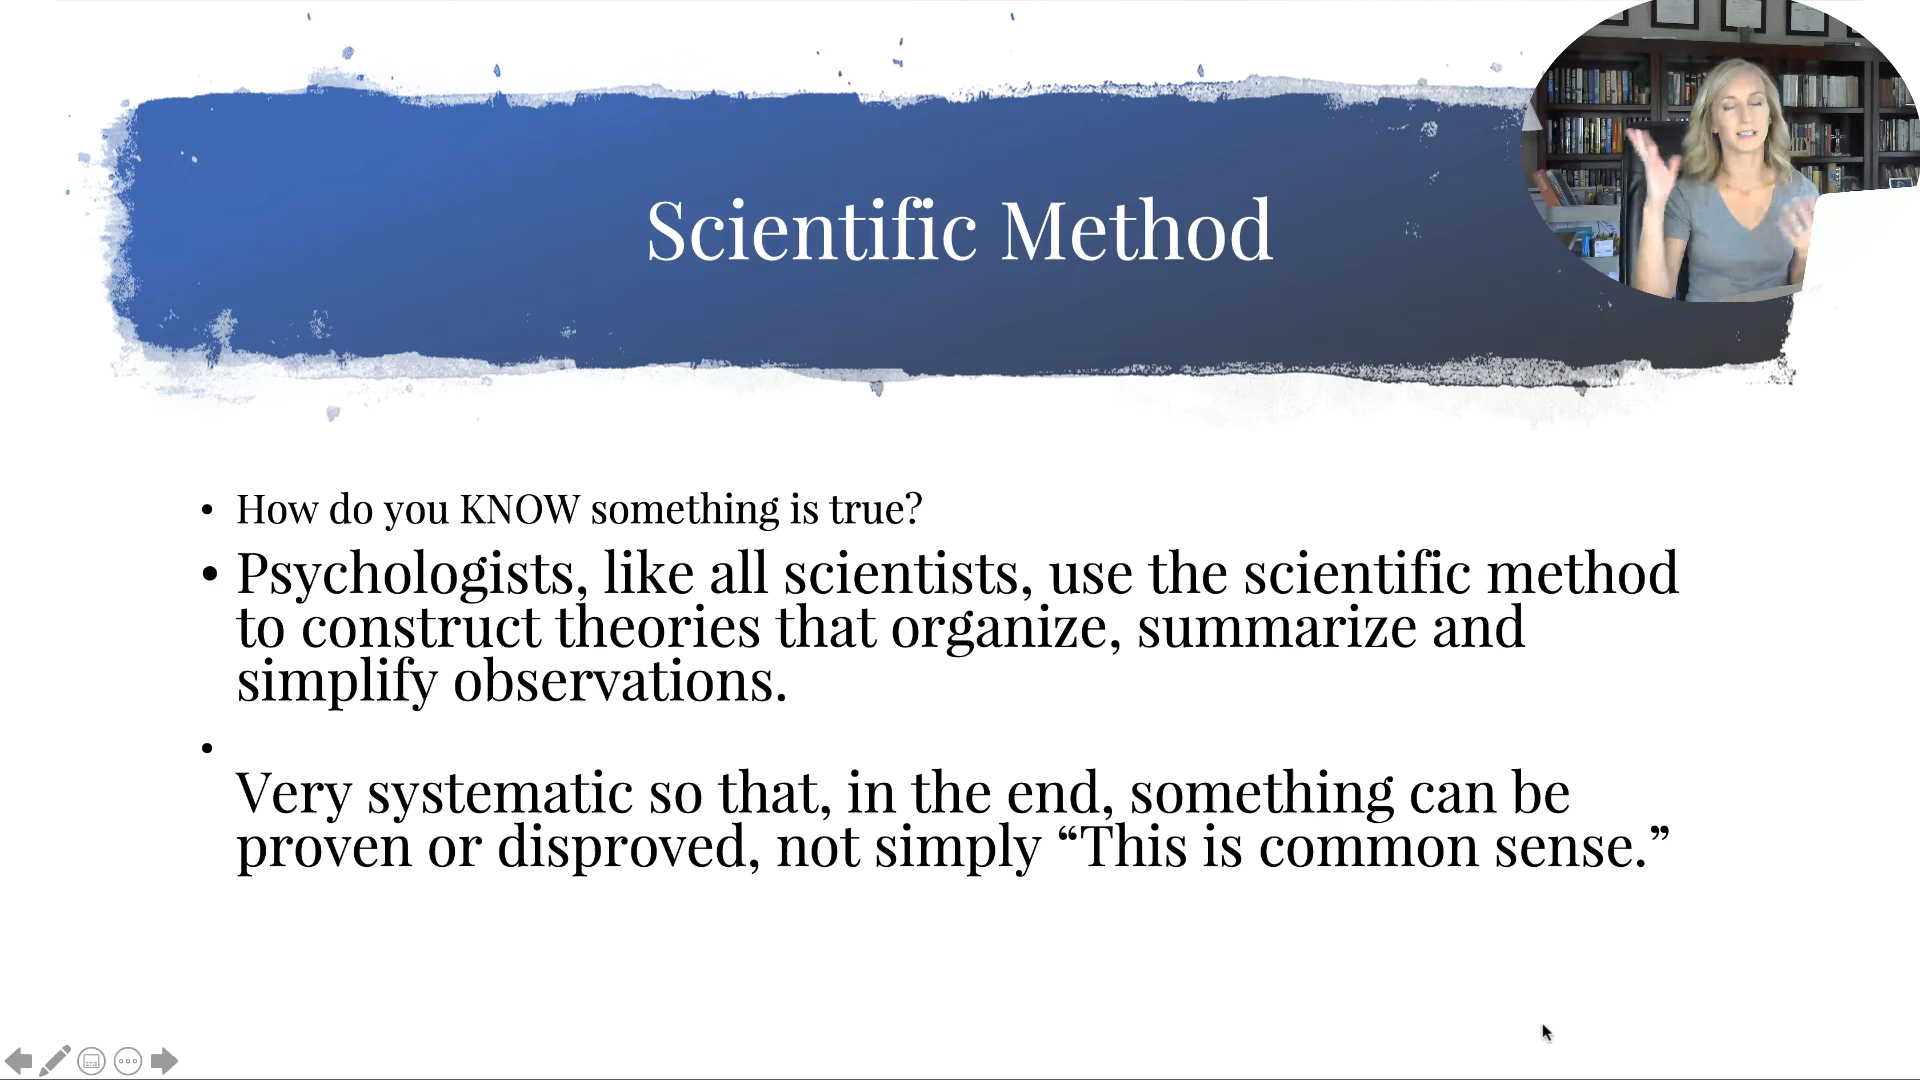 Scientific Method
• How do you KNOW something is true?
• Psychologists, like all scientists, use the scientific method
to construct theories that organize, summarize and
simplify observations.
•
Very systematic so that, in the end, something can be
proven or disproved, not simply “This is common sense.”